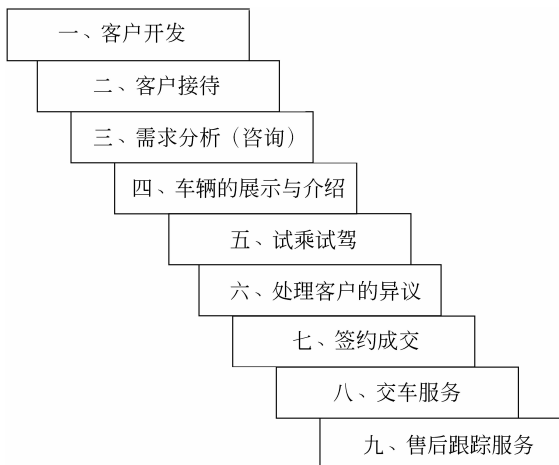 一、客户开发
二、客户接待
三、需求分析（咨询）
四、车辆的展示与介绍
五、试乘试驾
六、处理客户的异议
七、签约成交
八、交车服务
九、售后跟踪服务